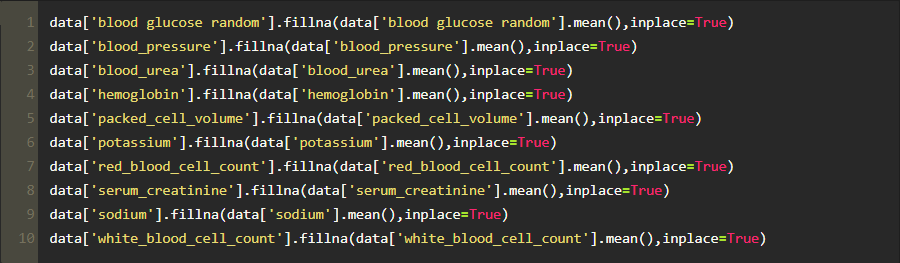 1 data['blood glucose random'].fillna(data['blood glucose random'].mean(),inplace=True)
2 data['blood_pressure'].fillna(data['blood_pressure'].mean(),inplace=True)
3 data['blood_urea'].fillna(data['blood_urea'].mean(),inplace=True)
4 data['hemoglobin'].fillna(data['hemoglobin'].mean(),inplace=True)
5 data['packed_cell_volume'].fillna(data['packed_cell_volume'].mean(),inplace=True)
6 data['potassium'].fillna(data['potassium'].mean(),inplace=True)
7 data['red_blood_cell_count'].fillna(data['red_blood_cell_count'].mean(),inplace=True)
8 data['serum_creatinine'].fillna(data['serum_creatinine'].mean(),inplace=True)
9 data['sodium'].fillna(data['sodium'].mean(),inplace=True)
10 data['white_blood_cell_count'].fillna(data['white_blood_cell_count'].mean(),inplace=True)